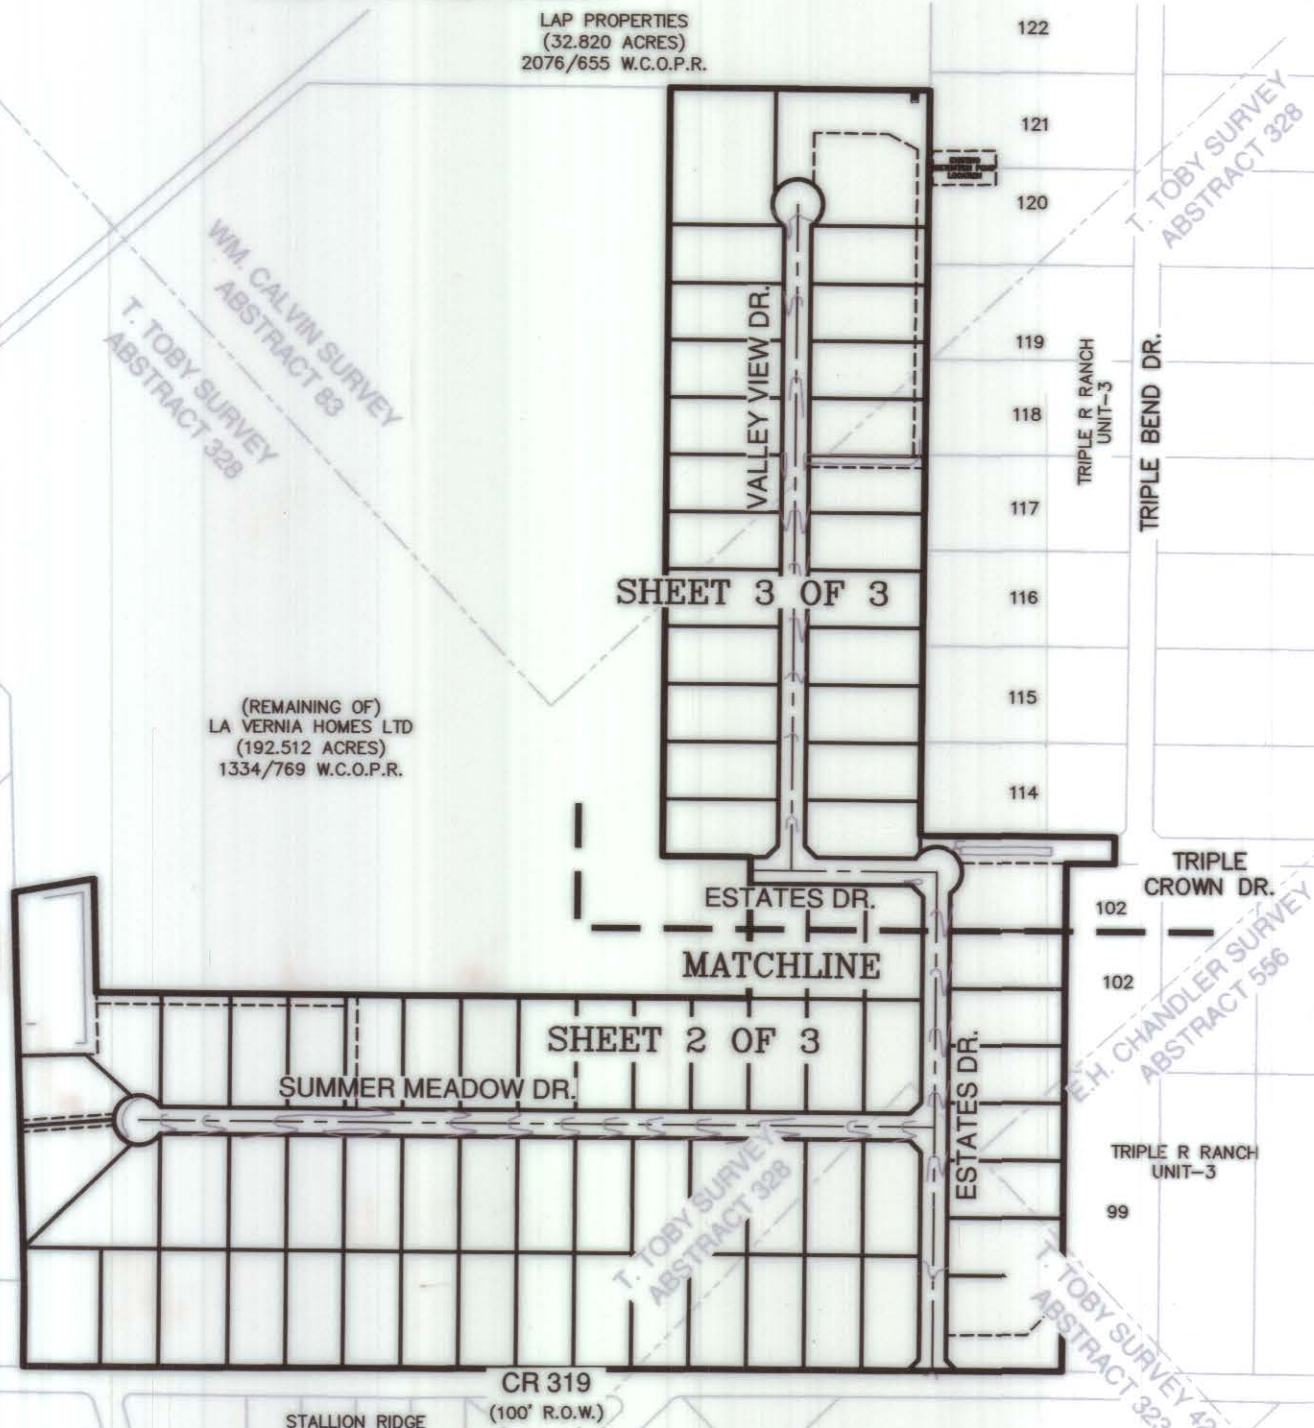 LAP PROPERTIES
(32.820 ACRES)
2076/655 W.C.O.P.R.
122
121
120
119
118
117
116
115
114
EXISTING
LOCATION
T. TOBY SURVEY
ABSTRACT 328
WM. CALVIN SURVEY
ABSTRACT 83
T. TOBY SURVEY
ABSTRACT 328
VALLEY VIEW DR.
TRIPLE R RANCH
UNIT-3
TRIPLE BEND DR.
SHEET 3 OF 3
(REMAINING OF)
LA VERNIA HOMES LTD
(192.512 ACRES)
1334/769 W.C.O.P.R.
TRIPLE
CROWN DR.
ESTATES DR.
102
MATCHLINE
102
E.H. CHANDLER SURVEY
ABSTRACT 556
SHEET 2 OF 3
SUMMER MEADOW DR.
ESTATES DR.
TRIPLE R RANCH
UNIT-3
99
T. TOBY SURVEY
ABSTRACT 328
T. TOBY SURVEY
ABSTRACT
CR 319
(100' R.O.W.)
STALLION RIDGE